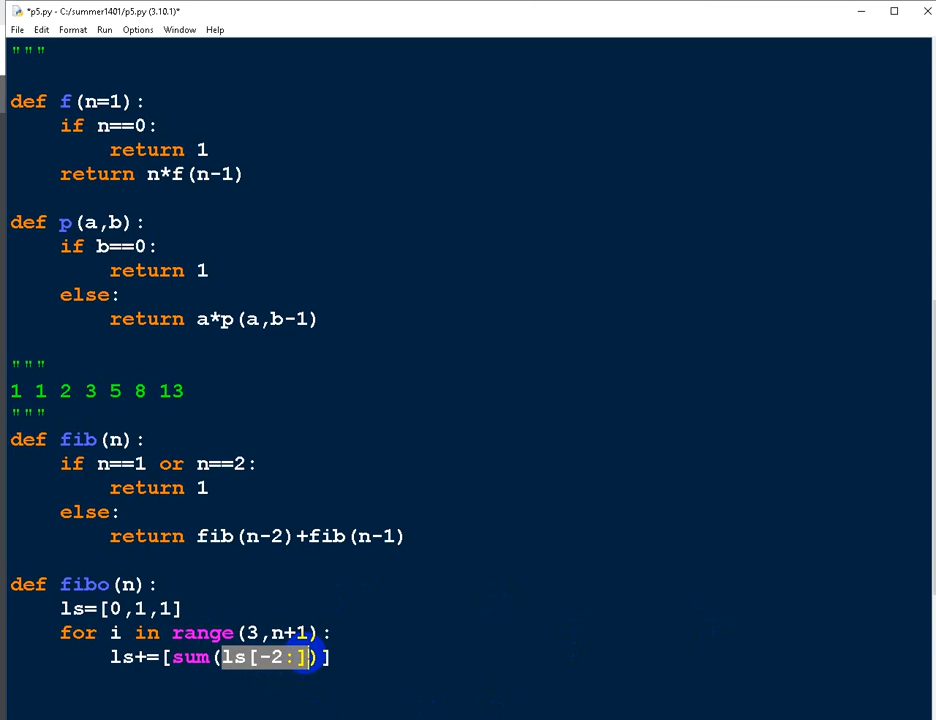 *p5.py - C:/summer1401/p5.py (3.10.1)*
File Edit Format Run Options Window Help
"""
def f(n=1):
    if n==0:
        return 1
    return n*f(n-1)
def p(a,b):
    if b==0:
        return 1
    else:
        return a*p(a,b-1)
"""
1 1 2 3 5 8 13
"""
def fib(n):
    if n==1 or n==2:
        return 1
    else:
        return fib(n-2)+fib(n-1)
def fibo(n):
    ls=[0,1,1]
    for i in range(3,n+1):
        ls+=[sum(ls[-2:])]